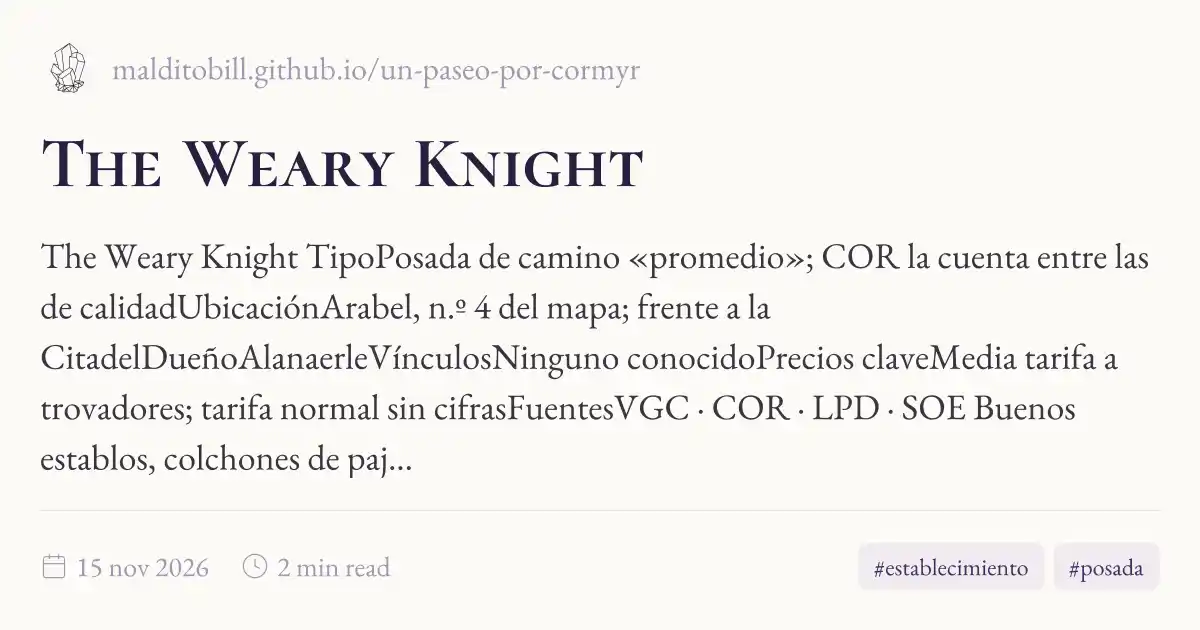 malditobill.github.io/un-paseo-por-cormyr
The Weary Knight
The Weary Knight TipoPosada de camino «promedio»; COR la cuenta entre las
de calidadUbicaciónArabel, n.º 4 del mapa; frente a la
CitadelDueñoAlanaerleVínculosNinguno conocidoPrecios claveMedia tarifa a
trovadores; tarifa normal sin cifrasFuentesVGC · COR · LPD · SOE Buenos
establos, colchones de paj...
15 nov 2026 2 min read #establecimiento #posada